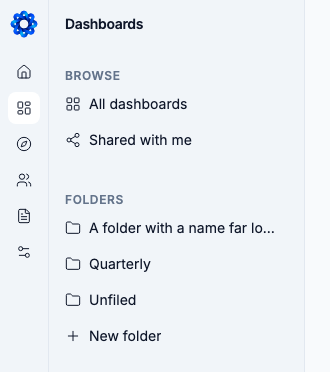 Dashboards
BROWSE
All dashboards
Shared with me
FOLDERS
A folder with a name far lo...
Quarterly
Unfiled
New folder